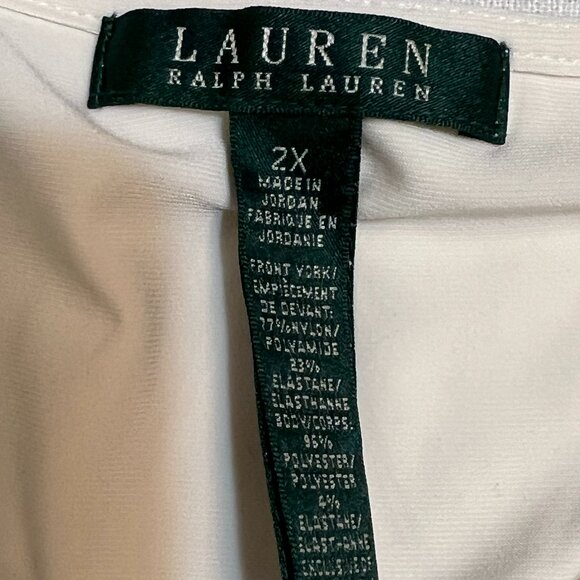 LAUREN
RALPH LAUREN
2X
MADE IN
JORDAN
FABRIQUE EN
JORDANIE
FRONT YORK/
EMPIÈCEMENT
DE DEVANT:
77%NYLON/
POLYAMIDE
23%
ELASTANE/
ELASTHANNE
BODY/CORPS:
96%
POLYESTER/
POLYESTER
4%
ELASTANE/
ELASTHANNE